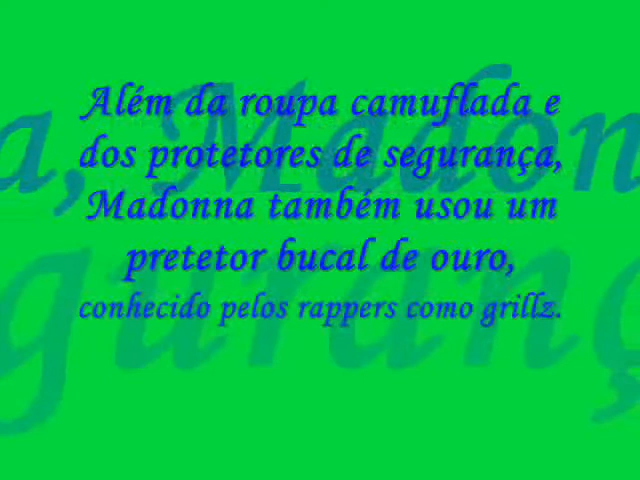 Além da roupa camuflada e
dos protetores de segurança,
Madonna também usou um
pretetor bucal de ouro,
conhecido pelos rappers como grillz.